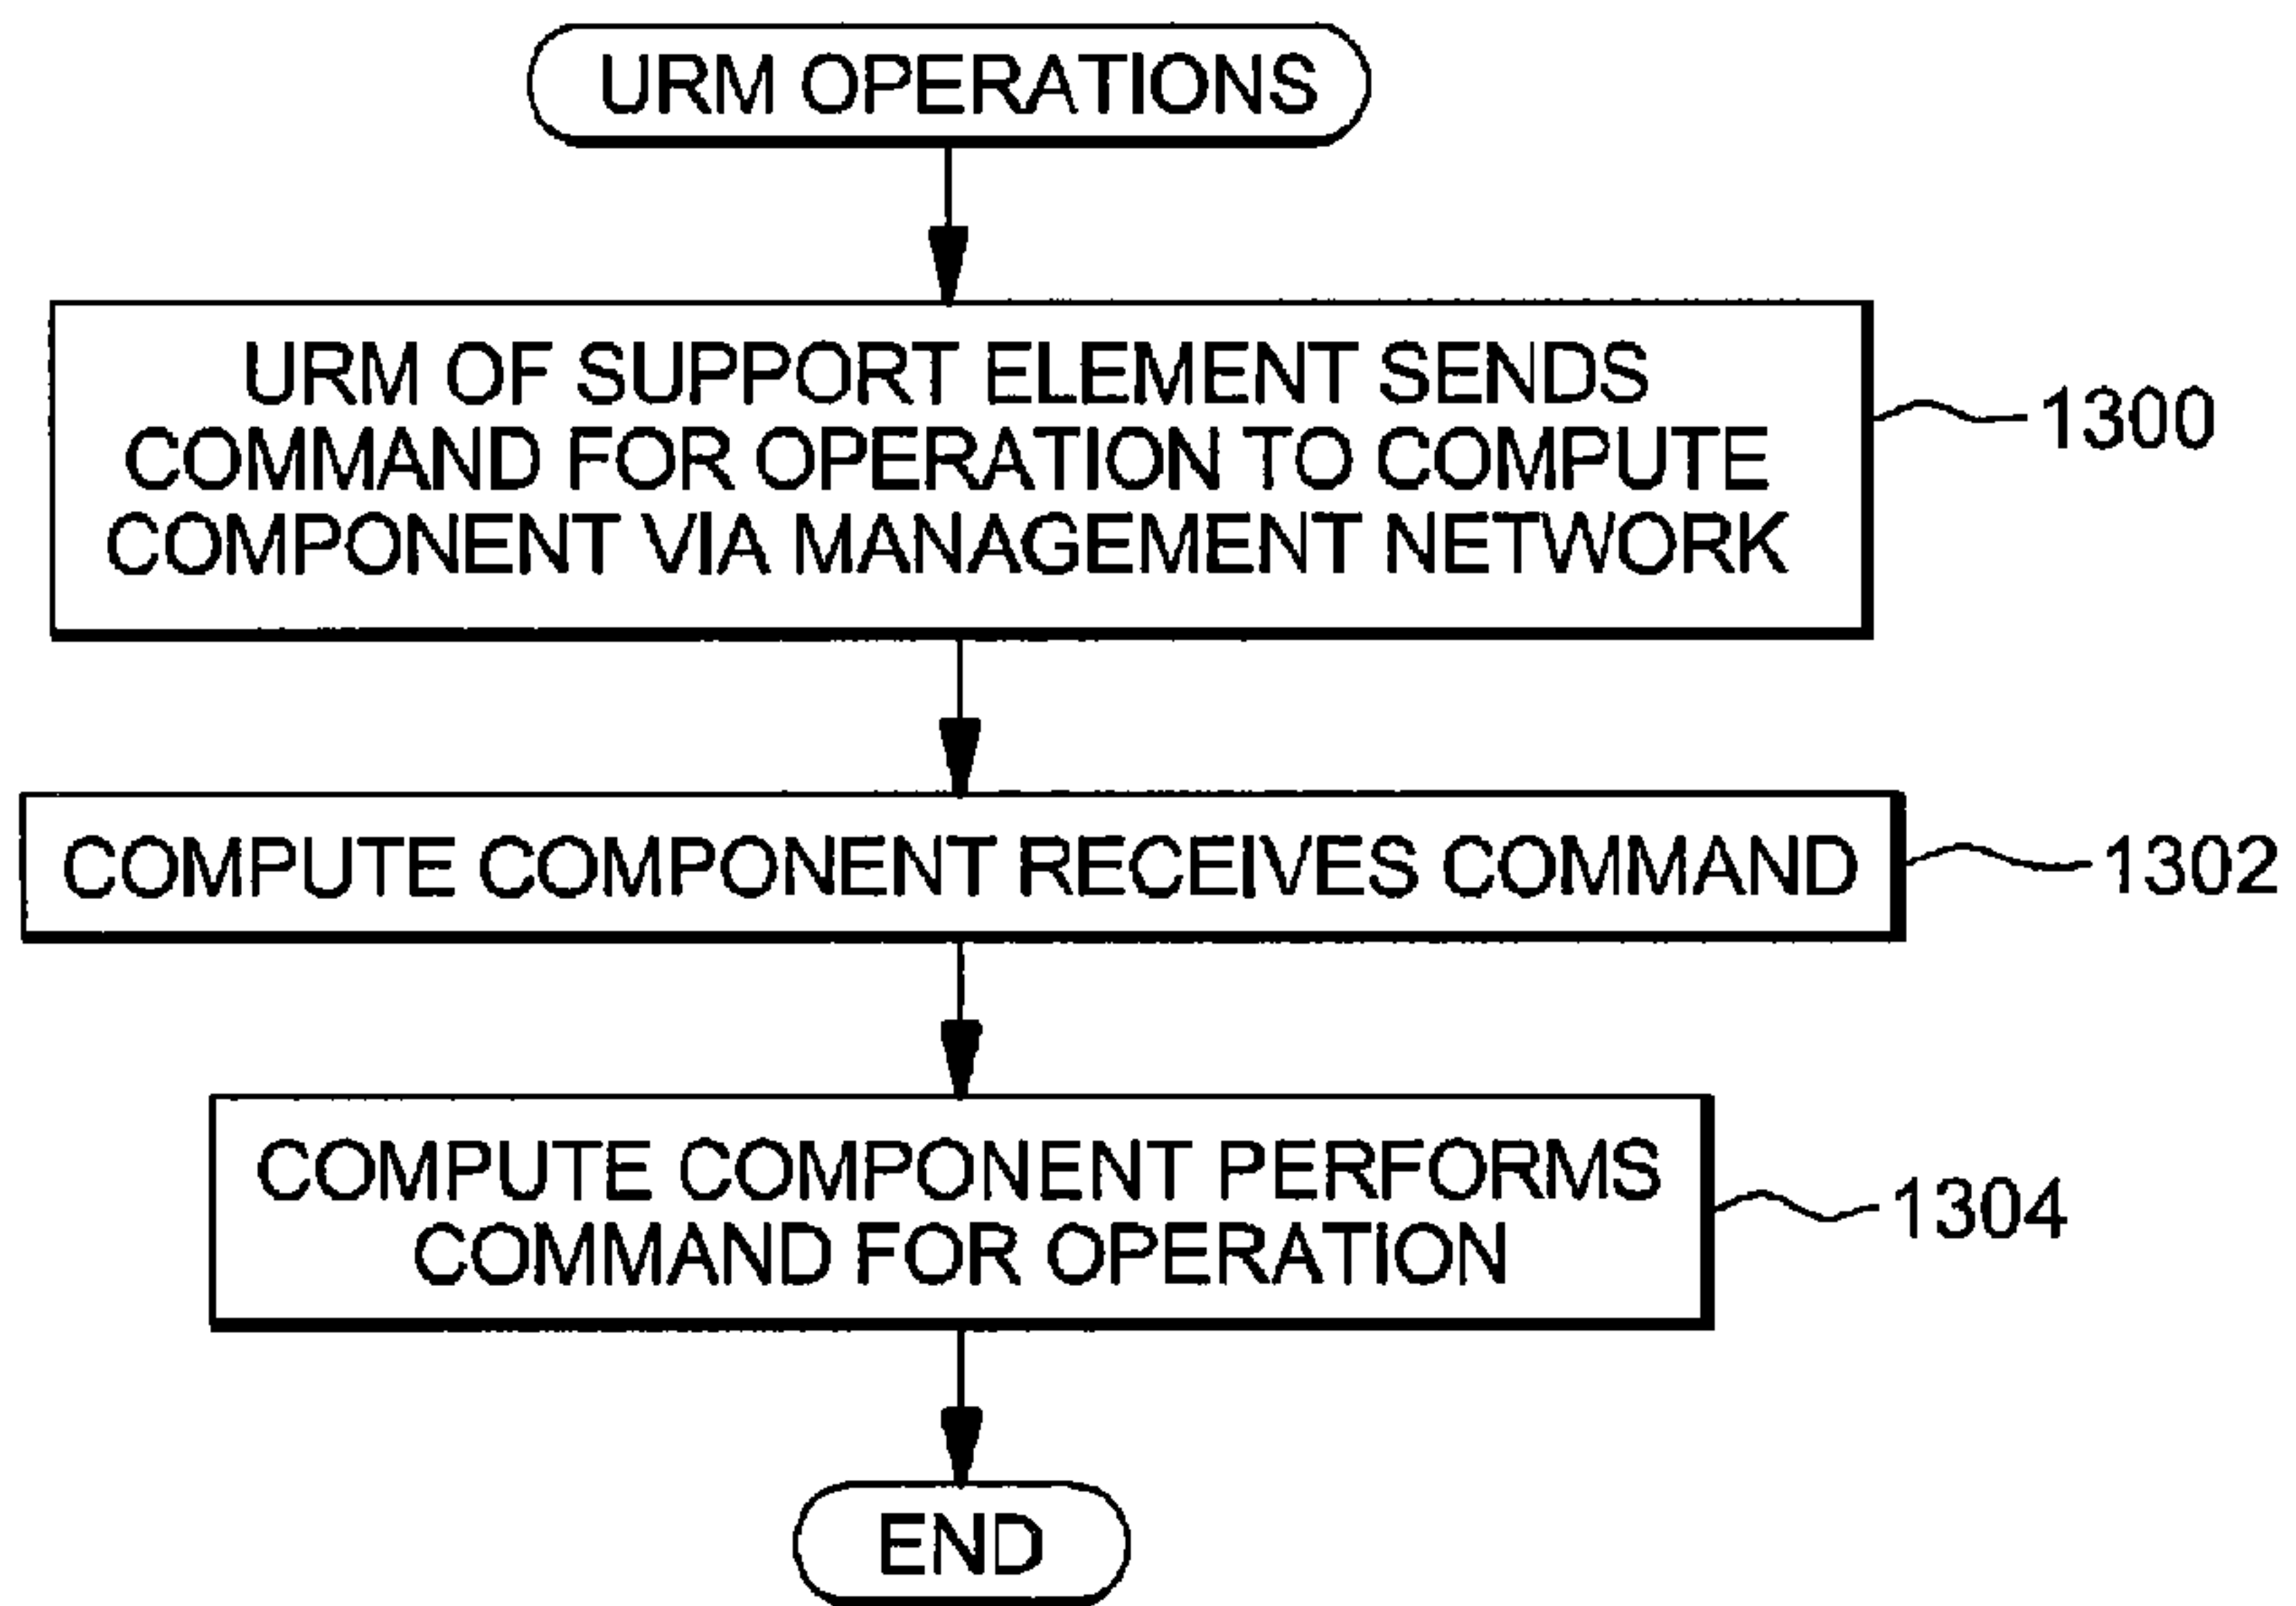 URM OPERATIONS
URM OF SUPPORT ELEMENT SENDS
COMMAND FOR OPERATION TO COMPUTE
COMPONENT VIA MANAGEMENT NETWORK
1300
COMPUTE COMPONENT RECEIVES COMMAND
1302
COMPUTE COMPONENT PERFORMS
COMMAND FOR OPERATION
1304
END